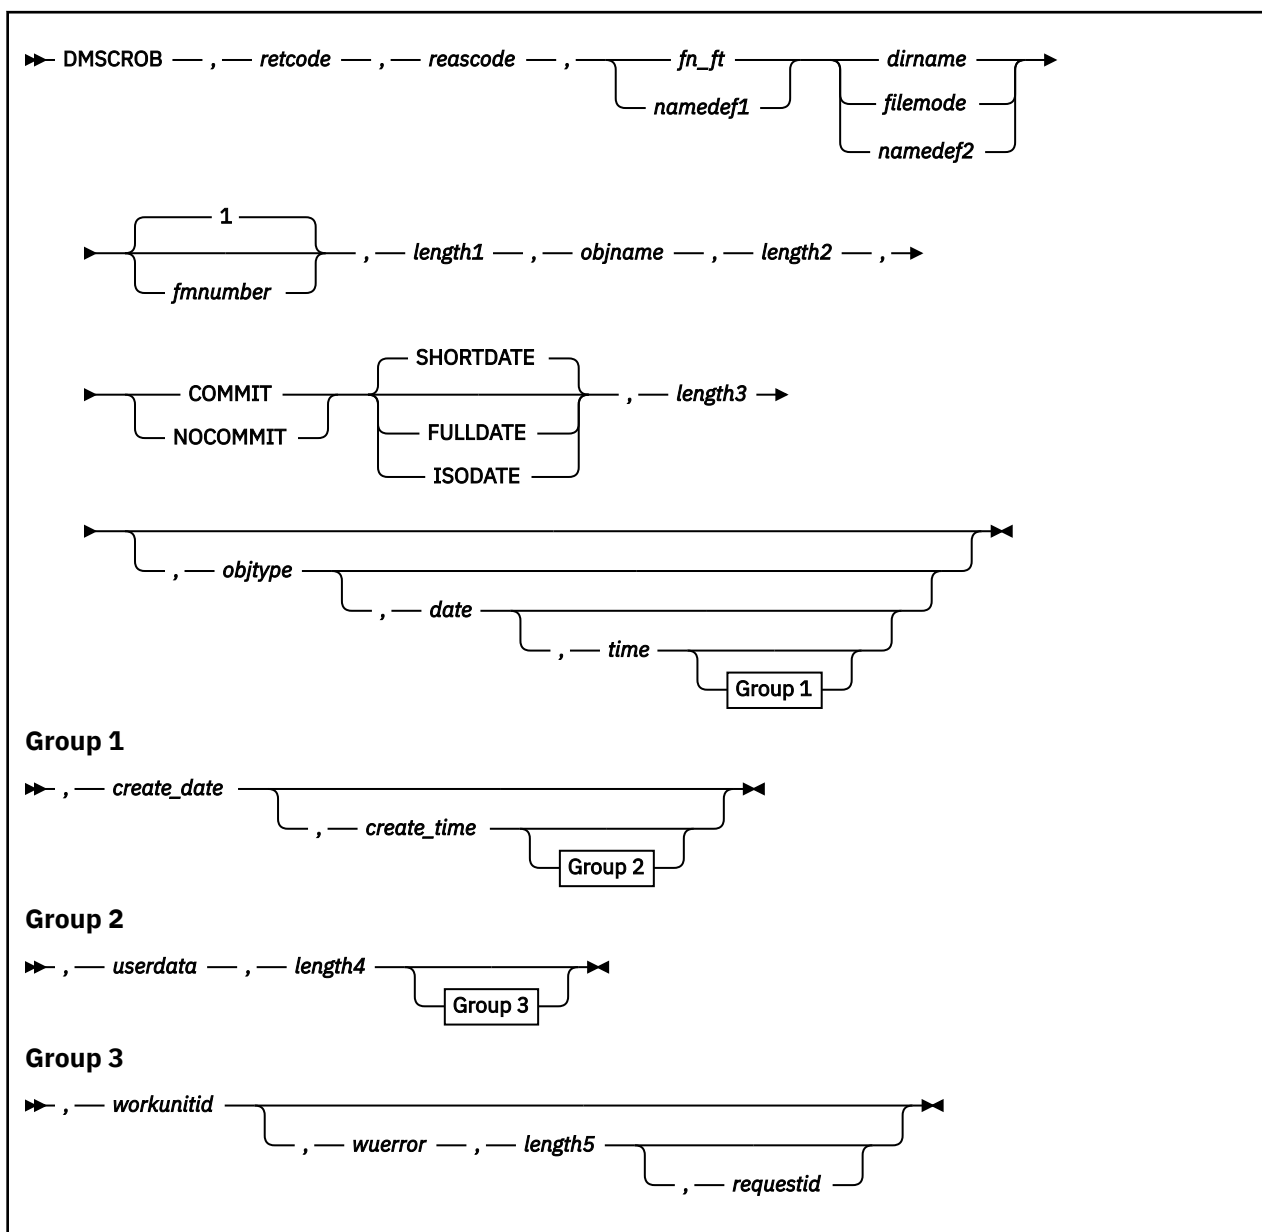 DMSCROB , retcode , reascode , fn_ft dirname
namedef1 filemode
namedef2
1
, length1 , objname , length2 ,
fmnumber
SHORTDATE
COMMIT , length3
NOCOMMIT FULLDATE
ISODATE
, objtype
, date
, time
Group 1
Group 1
, create_date
, create_time
Group 2
Group 2
, userdata , length4
Group 3
Group 3
, workunitid
, wuerror , length5
, requestid